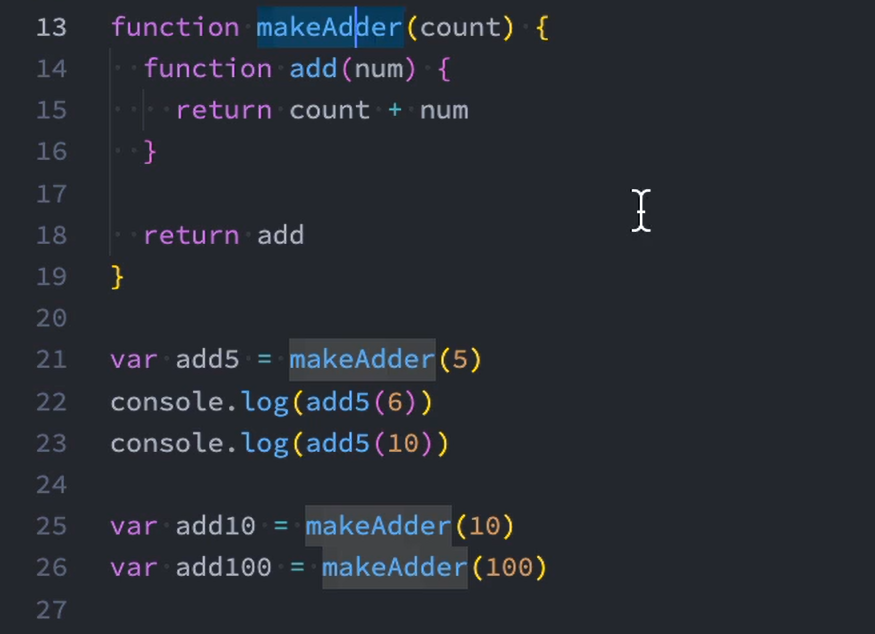 13 function makeAdder(count) {
14 function add(num) {
15 return count + num
16 }
17
18 return add
19 }
20
21 var add5 = makeAdder(5)
22 console.log(add5(6))
23 console.log(add5(10))
24
25 var add10 = makeAdder(10)
26 var add100 = makeAdder(100)
27